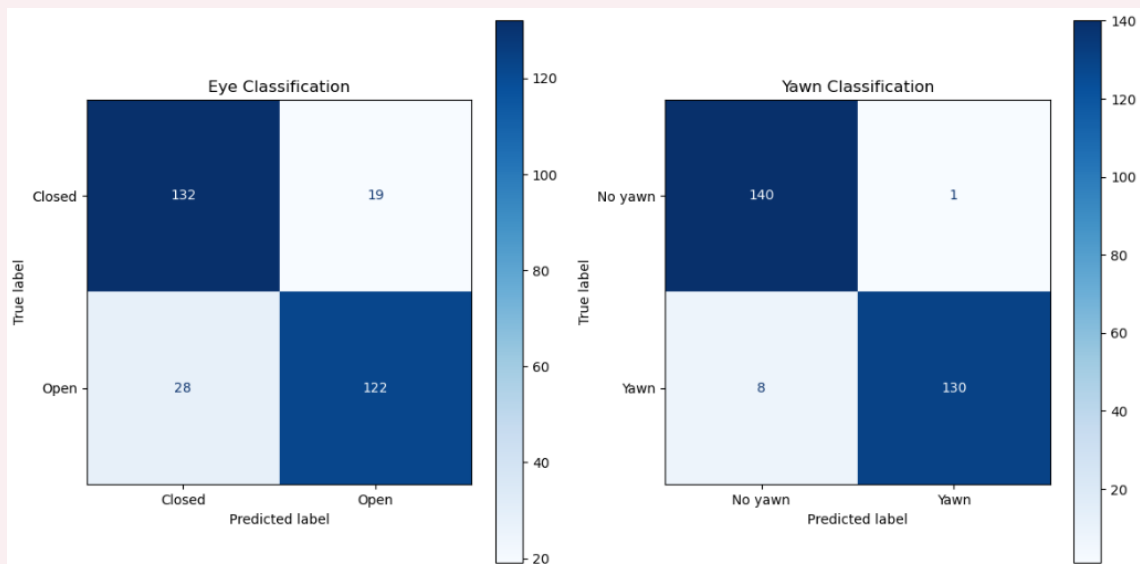 Eye Classification
Closed
132
19
Open
28
122
Closed
Open
Predicted label
True label
120
100
80
60
40
20
Yawn Classification
No yawn
140
1
Yawn
8
130
No yawn
Yawn
Predicted label
True label
140
120
100
80
60
40
20